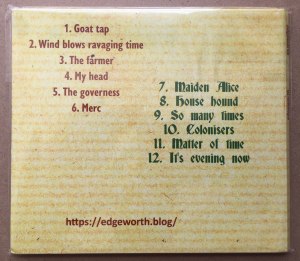 1. Goat tap
2. Wind blows ravaging time
3. The farmer
4. My head
5. The governess
6. Merc
7. Maiden Alice
8. House hound
9. So many times
10. Colonisers
11. Matter of time
12. It's evening now
https://edgeworth.blog/